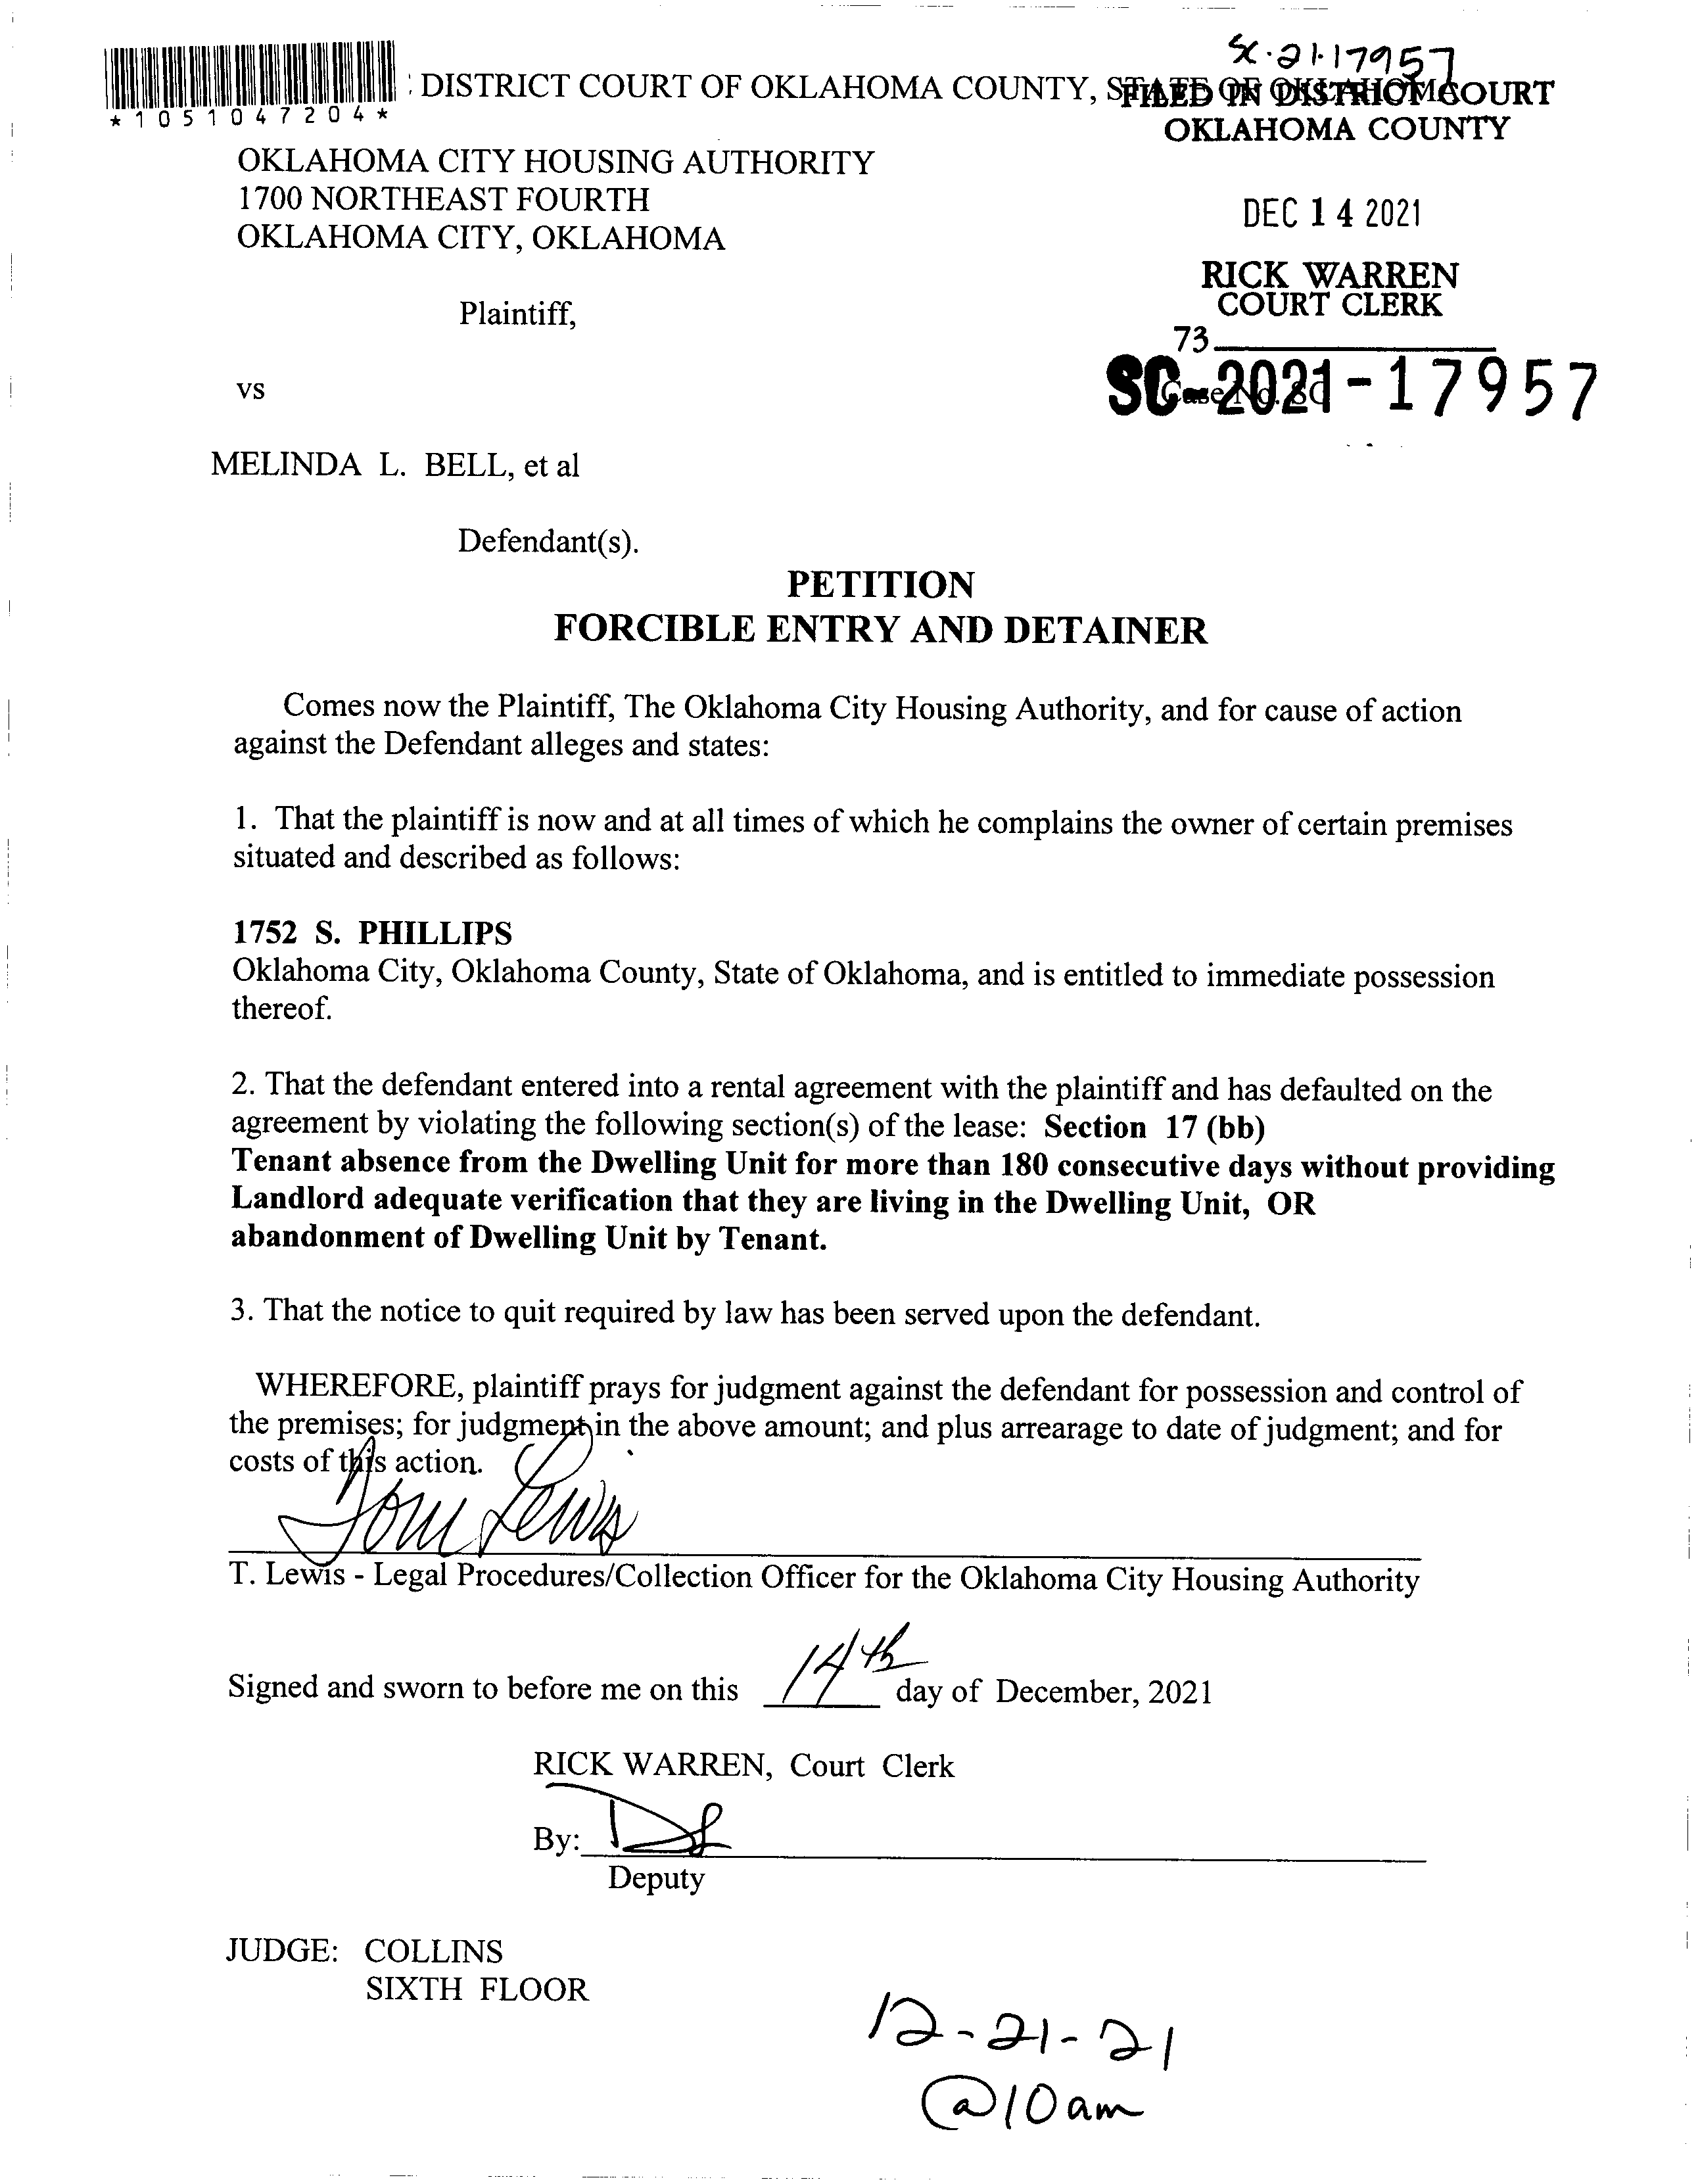 SC-21-17957
: DISTRICT COURT OF OKLAHOMA COUNTY, STATE OF OKLAHOMA
FILED IN DISTRICT COURT
OKLAHOMA COUNTY
*1051047204*
OKLAHOMA CITY HOUSING AUTHORITY
1700 NORTHEAST FOURTH
OKLAHOMA CITY, OKLAHOMA
DEC 14 2021
RICK WARREN
COURT CLERK
73
Plaintiff,
vs
Case No. SC
SC-2021-17957
MELINDA L. BELL, et al
Defendant(s).
PETITION
FORCIBLE ENTRY AND DETAINER
Comes now the Plaintiff, The Oklahoma City Housing Authority, and for cause of action
against the Defendant alleges and states:
1. That the plaintiff is now and at all times of which he complains the owner of certain premises
situated and described as follows:
1752 S. PHILLIPS
Oklahoma City, Oklahoma County, State of Oklahoma, and is entitled to immediate possession
thereof.
2. That the defendant entered into a rental agreement with the plaintiff and has defaulted on the
agreement by violating the following section(s) of the lease: Section 17 (bb)
Tenant absence from the Dwelling Unit for more than 180 consecutive days without providing
Landlord adequate verification that they are living in the Dwelling Unit, OR
abandonment of Dwelling Unit by Tenant.
3. That the notice to quit required by law has been served upon the defendant.
WHEREFORE, plaintiff prays for judgment against the defendant for possession and control of
the premises; for judgment in the above amount; and plus arrearage to date of judgment; and for
costs of this action.
Tom Lewis
T. Lewis - Legal Procedures/Collection Officer for the Oklahoma City Housing Authority
Signed and sworn to before me on this 14th day of December, 2021
RICK WARREN, Court Clerk
By:
Deputy
JUDGE: COLLINS
SIXTH FLOOR
12-21-21
@10am